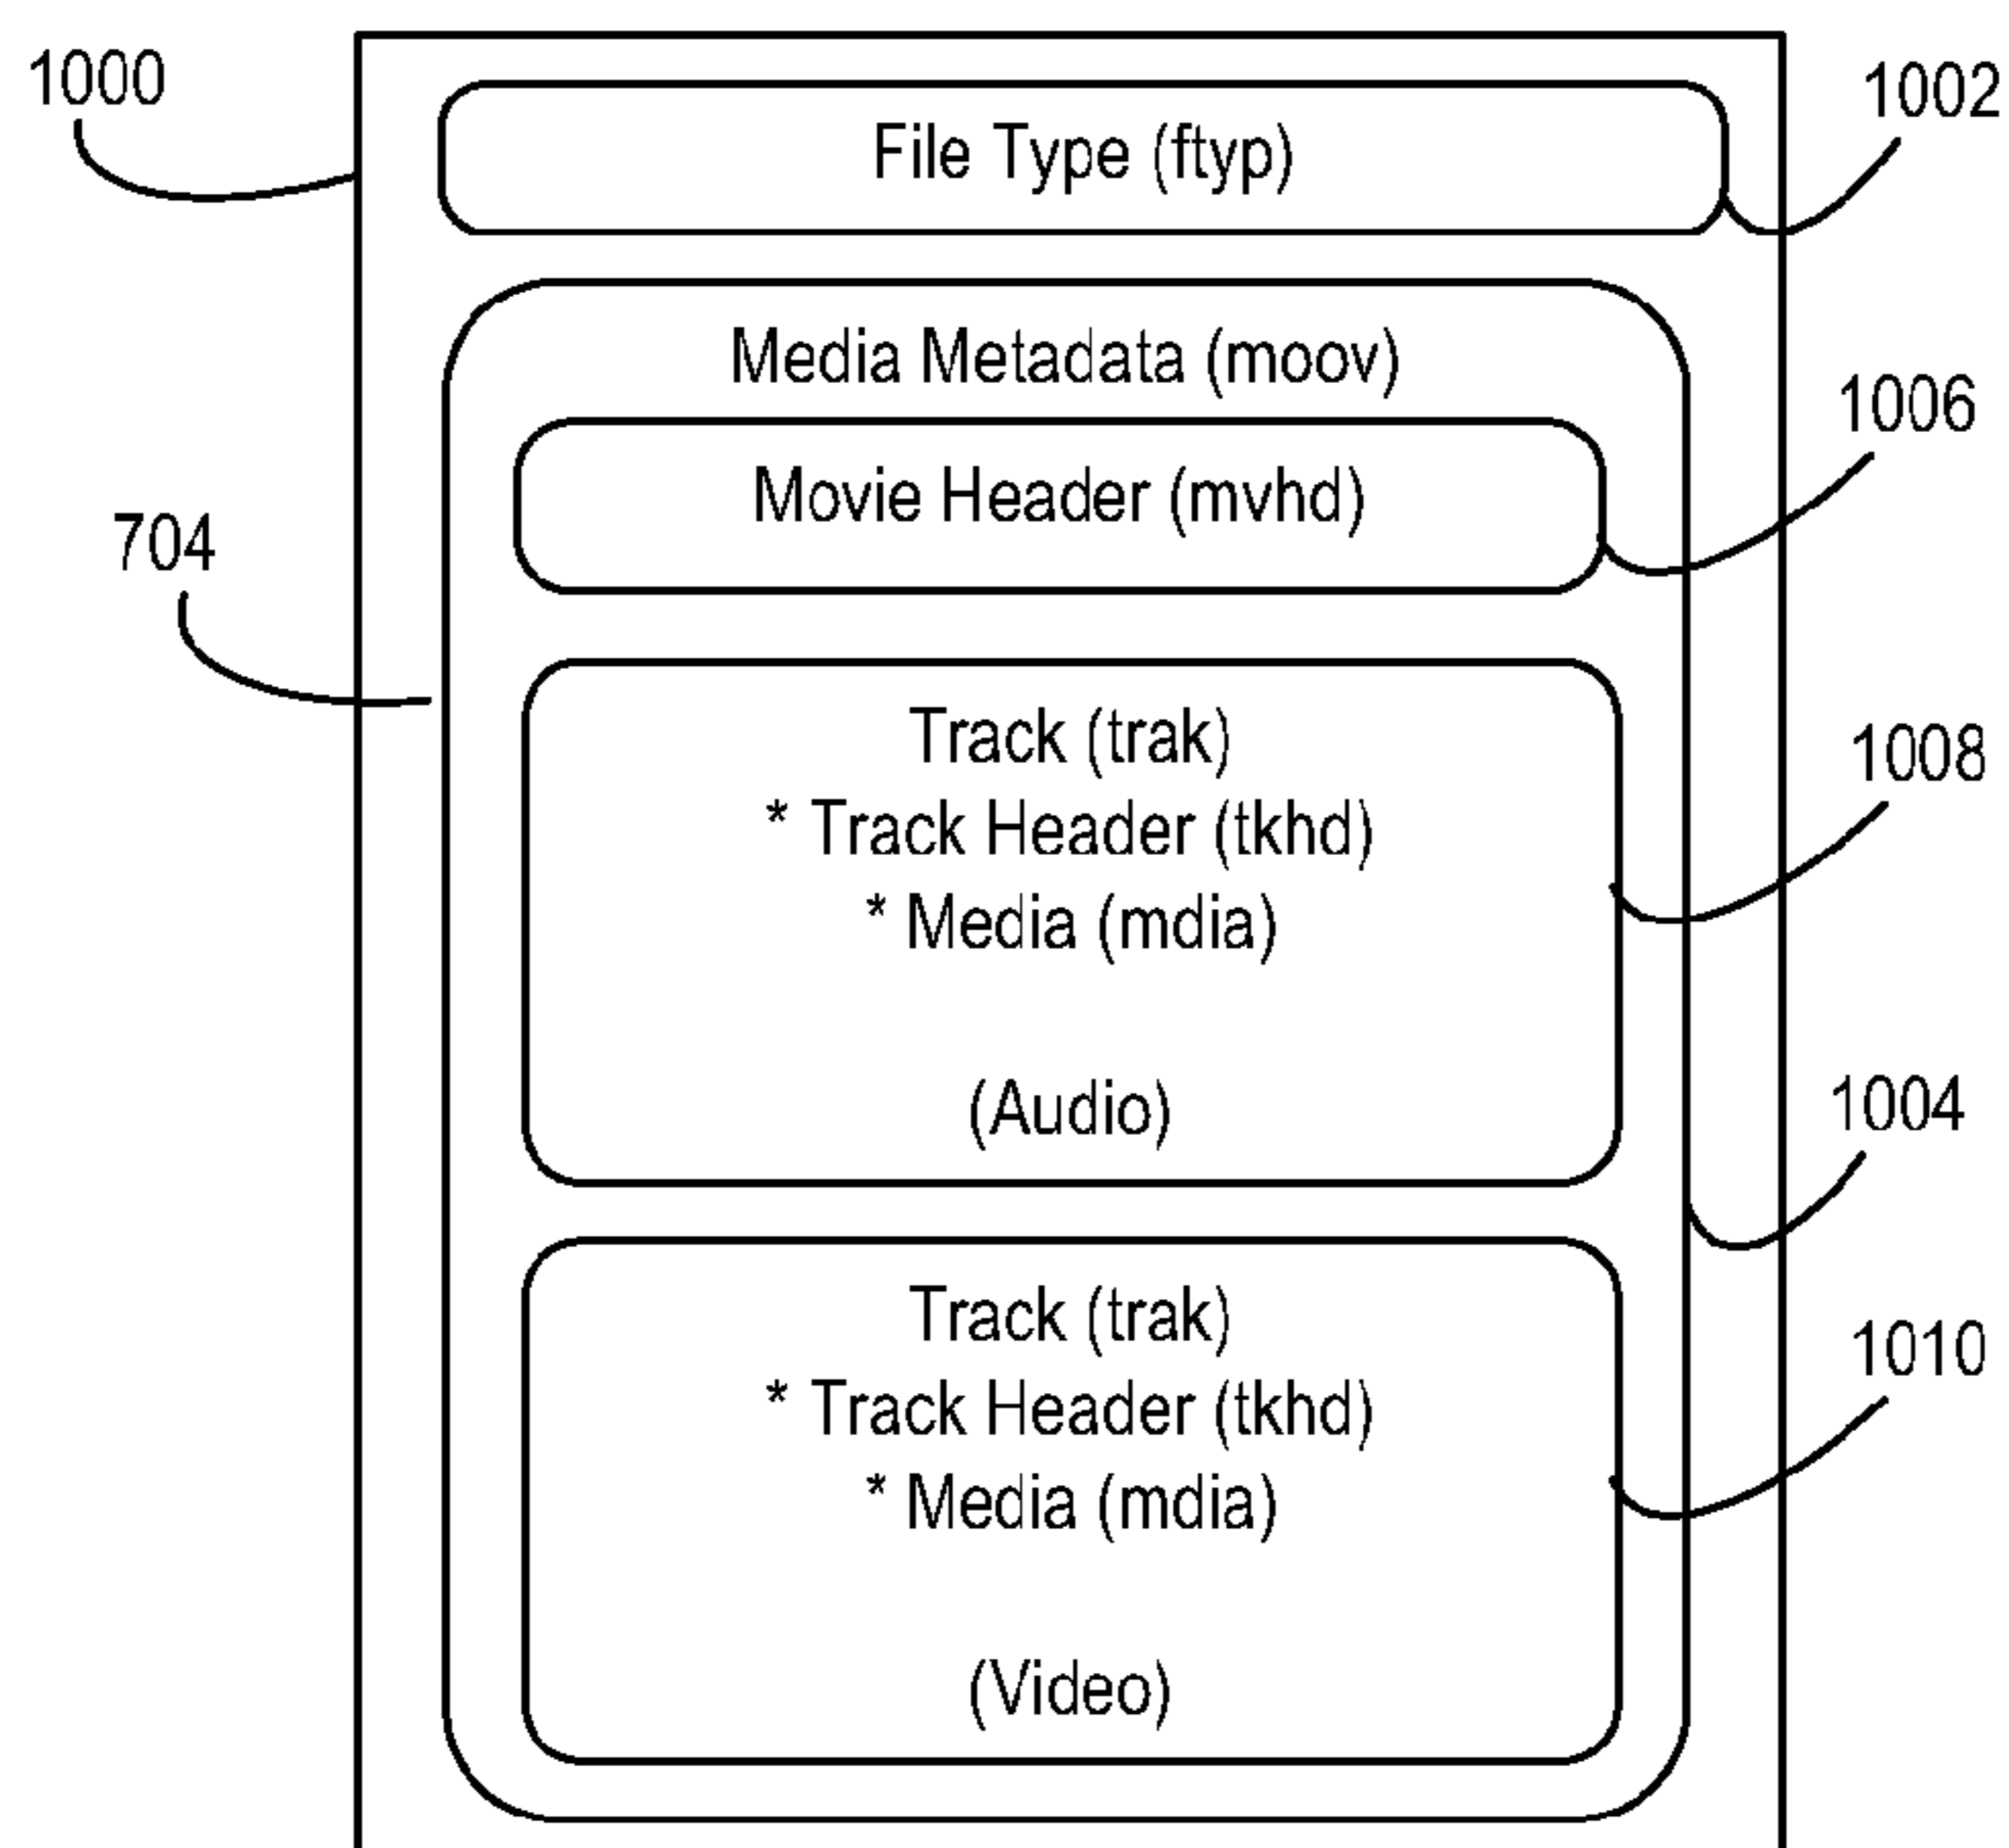 1000
1002
File Type (ftyp)
Media Metadata (moov)
1006
Movie Header (mvhd)
704
Track (trak)
1008
* Track Header (tkhd)
* Media (mdia)
1004
(Audio)
Track (trak)
1010
* Track Header (tkhd)
* Media (mdia)
(Video)